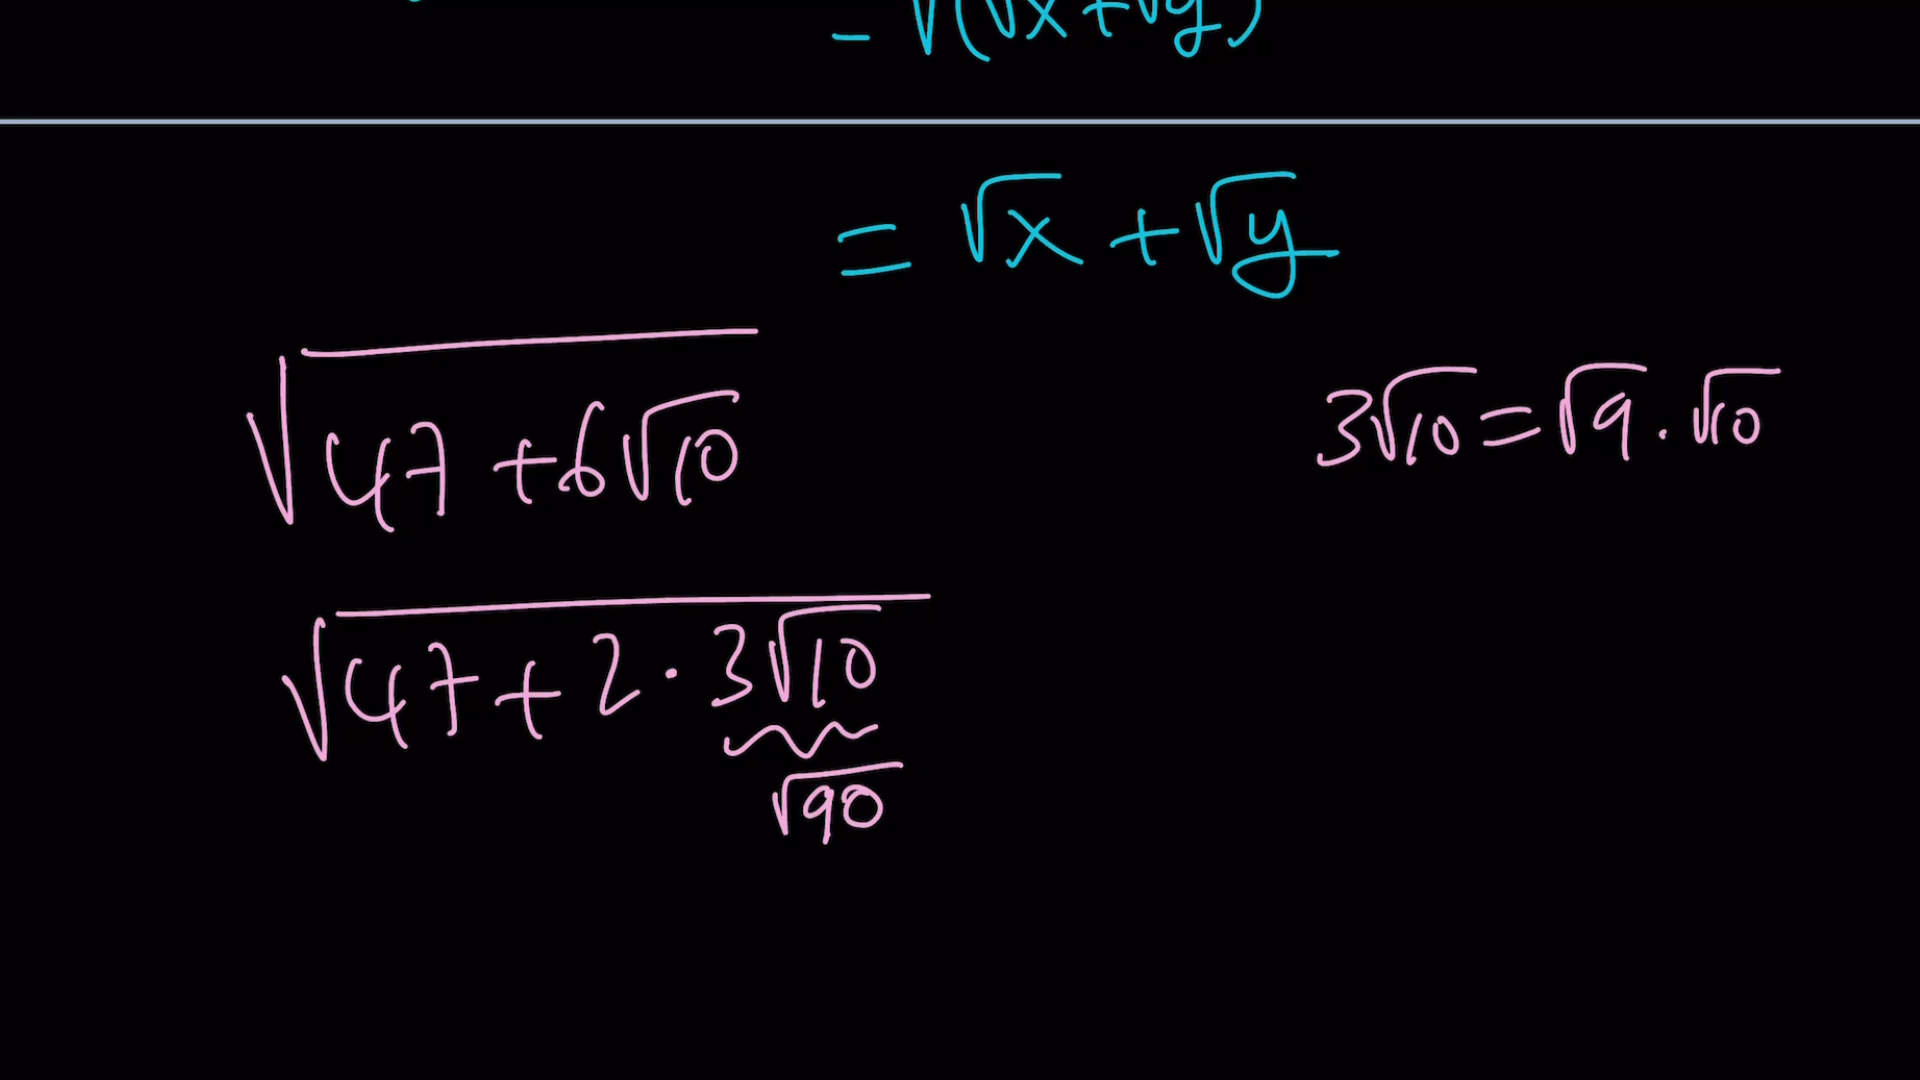 = √(√x+√y)
= √x + √y
√(47 + 6√10)
3√10 = √9 . √10
√(47 + 2 · 3√10)
√90